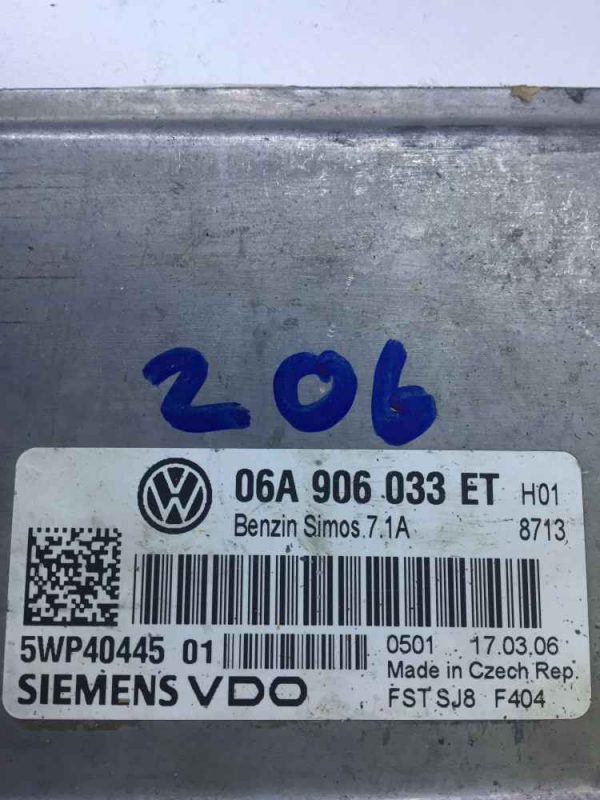 206
06A 906 033 ET H01
Benzin Simos 7.1A 8713
5WP40445 01 0501 17.03.06
Made in Czech Rep.
SIEMENS VDO FST SJ8 F404